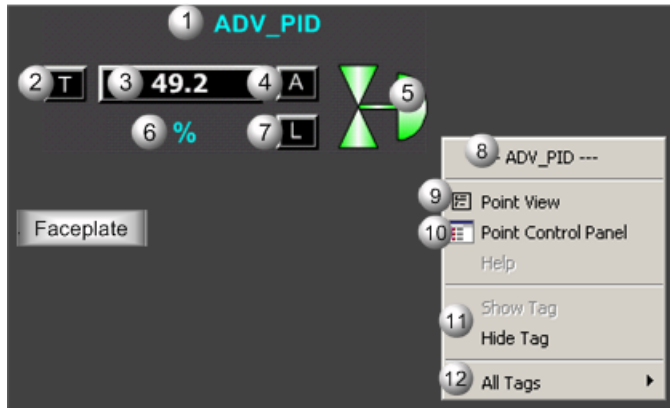 1 ADV_PID
2 T 3 49.2 4 A 5
6 % 7 L
8 - ADV_PID ---
9 Point View
Faceplate
10 Point Control Panel
Help
Show Tag
11
Hide Tag
12 All Tags